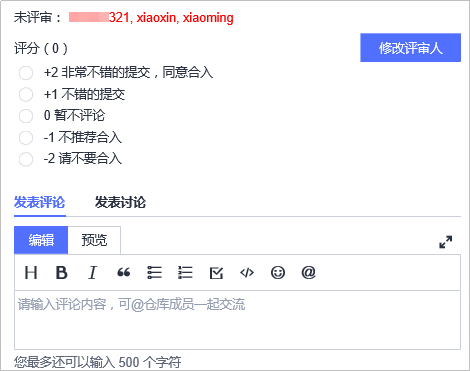 未评审： 321, xiaoxin, xiaoming
评分（0） 修改评审人
+2 非常不错的提交，同意合入
+1 不错的提交
0 暂不评论
-1 不推荐合入
-2 请不要合入
发表评论 发表讨论
编辑 预览
请输入评论内容，可@仓库成员一起交流
您最多还可以输入 500 个字符